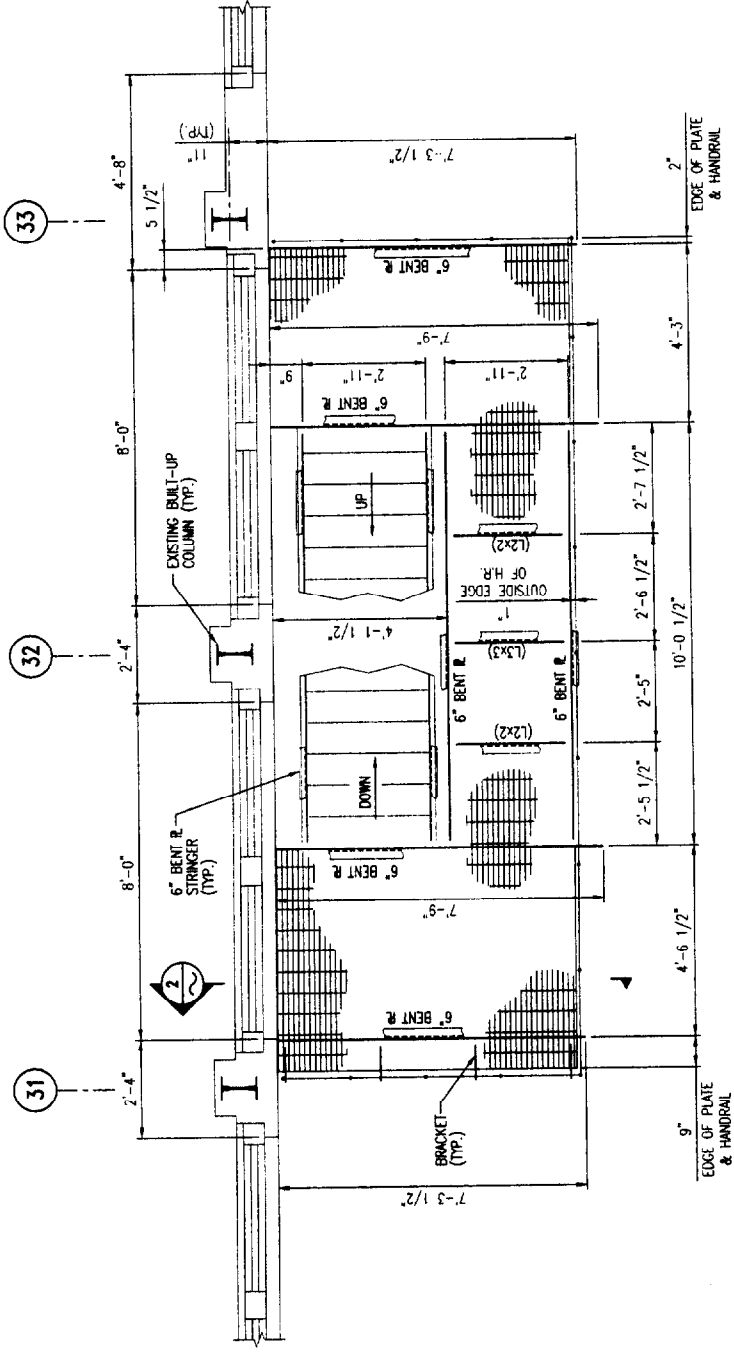 31
32
33
2'-4"
8'-0"
2'-4"
8'-0"
5 1/2"
4'-8"
11"
(TYP.)
2
EXISTING BUILT-UP
COLUMN (TYP.)
6" BENT PL
STRINGER
(TYP.)
DOWN
UP
6" BENT PL
6" BENT PL
9"
2'-11"
2'-11"
7'-9"
7'-9"
4'-1 1/2"
7'-3 1/2"
7'-3 1/2"
6" BENT PL
6" BENT PL
6" BENT PL
6" BENT PL
(L2x2)
(L3x3)
(L2x2)
1"
OUTSIDE EDGE
OF H.R.
BRACKET
(TYP.)
2'-5 1/2"
2'-5"
2'-6 1/2"
2'-7 1/2"
9"
EDGE OF PLATE
& HANDRAIL
4'-6 1/2"
10'-0 1/2"
4'-3"
2"
EDGE OF PLATE
& HANDRAIL